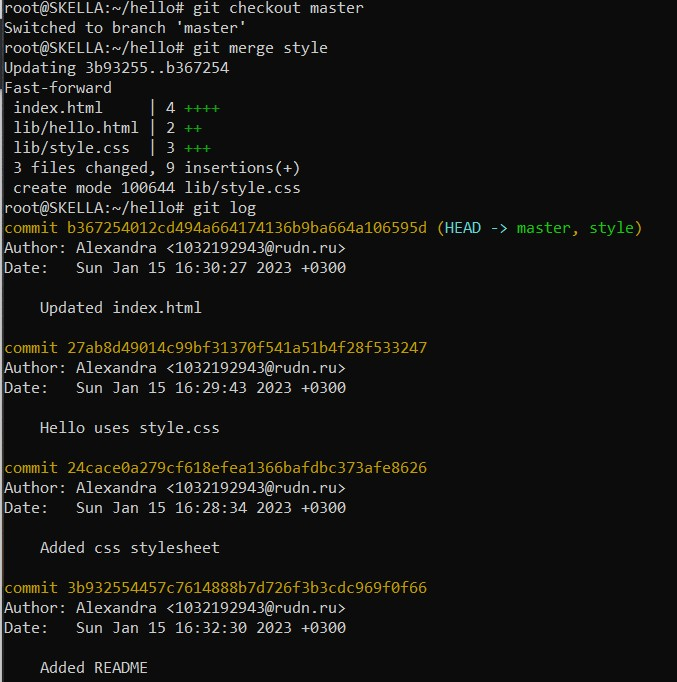 root@SKELLA:~/hello# git checkout master
Switched to branch 'master'
root@SKELLA:~/hello# git merge style
Updating 3b93255..b367254
Fast-forward
 index.html     | 4 ++++
 lib/hello.html | 2 ++
 lib/style.css  | 3 +++
 3 files changed, 9 insertions(+)
 create mode 100644 lib/style.css
root@SKELLA:~/hello# git log
commit b367254012cd494a664174136b9ba664a106595d (HEAD -> master, style)
Author: Alexandra <1032192943@rudn.ru>
Date:   Sun Jan 15 16:30:27 2023 +0300

    Updated index.html

commit 27ab8d49014c99bf31370f541a51b4f28f533247
Author: Alexandra <1032192943@rudn.ru>
Date:   Sun Jan 15 16:29:43 2023 +0300

    Hello uses style.css

commit 24cace0a279cf618efea1366bafdbc373afe8626
Author: Alexandra <1032192943@rudn.ru>
Date:   Sun Jan 15 16:28:34 2023 +0300

    Added css stylesheet

commit 3b932554457c7614888b7d726f3b3cdc969f0f66
Author: Alexandra <1032192943@rudn.ru>
Date:   Sun Jan 15 16:32:30 2023 +0300

    Added README